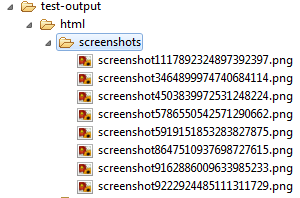 test-output
html
screenshots
screenshot1117892324897392397.png
screenshot3464899974740684114.png
screenshot4503839972531248224.png
screenshot5786550542571290662.png
screenshot5919151853283827875.png
screenshot8647510937698727615.png
screenshot9162886009633985233.png
screenshot9222924485111311729.png